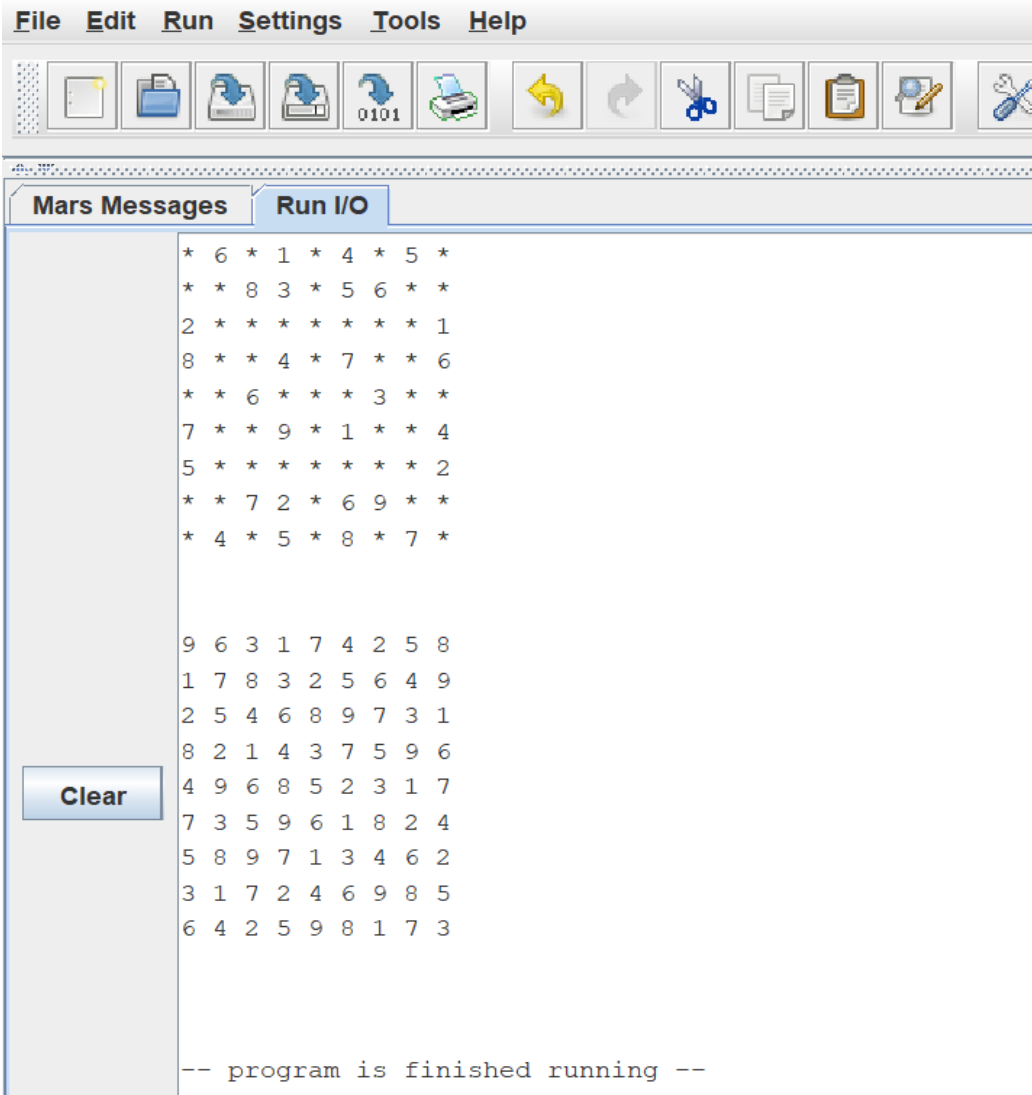 File Edit Run Settings Tools Help
0101
Mars Messages Run I/O
* 6 * 1 * 4 * 5 *
* * 8 3 * 5 6 * *
2 * * * * * * * 1
8 * * 4 * 7 * * 6
* * 6 * * * 3 * *
7 * * 9 * 1 * * 4
5 * * * * * * * 2
* * 7 2 * 6 9 * *
* 4 * 5 * 8 * 7 *
9 6 3 1 7 4 2 5 8
1 7 8 3 2 5 6 4 9
2 5 4 6 8 9 7 3 1
8 2 1 4 3 7 5 9 6
4 9 6 8 5 2 3 1 7
7 3 5 9 6 1 8 2 4
5 8 9 7 1 3 4 6 2
3 1 7 2 4 6 9 8 5
6 4 2 5 9 8 1 7 3
Clear
-- program is finished running --